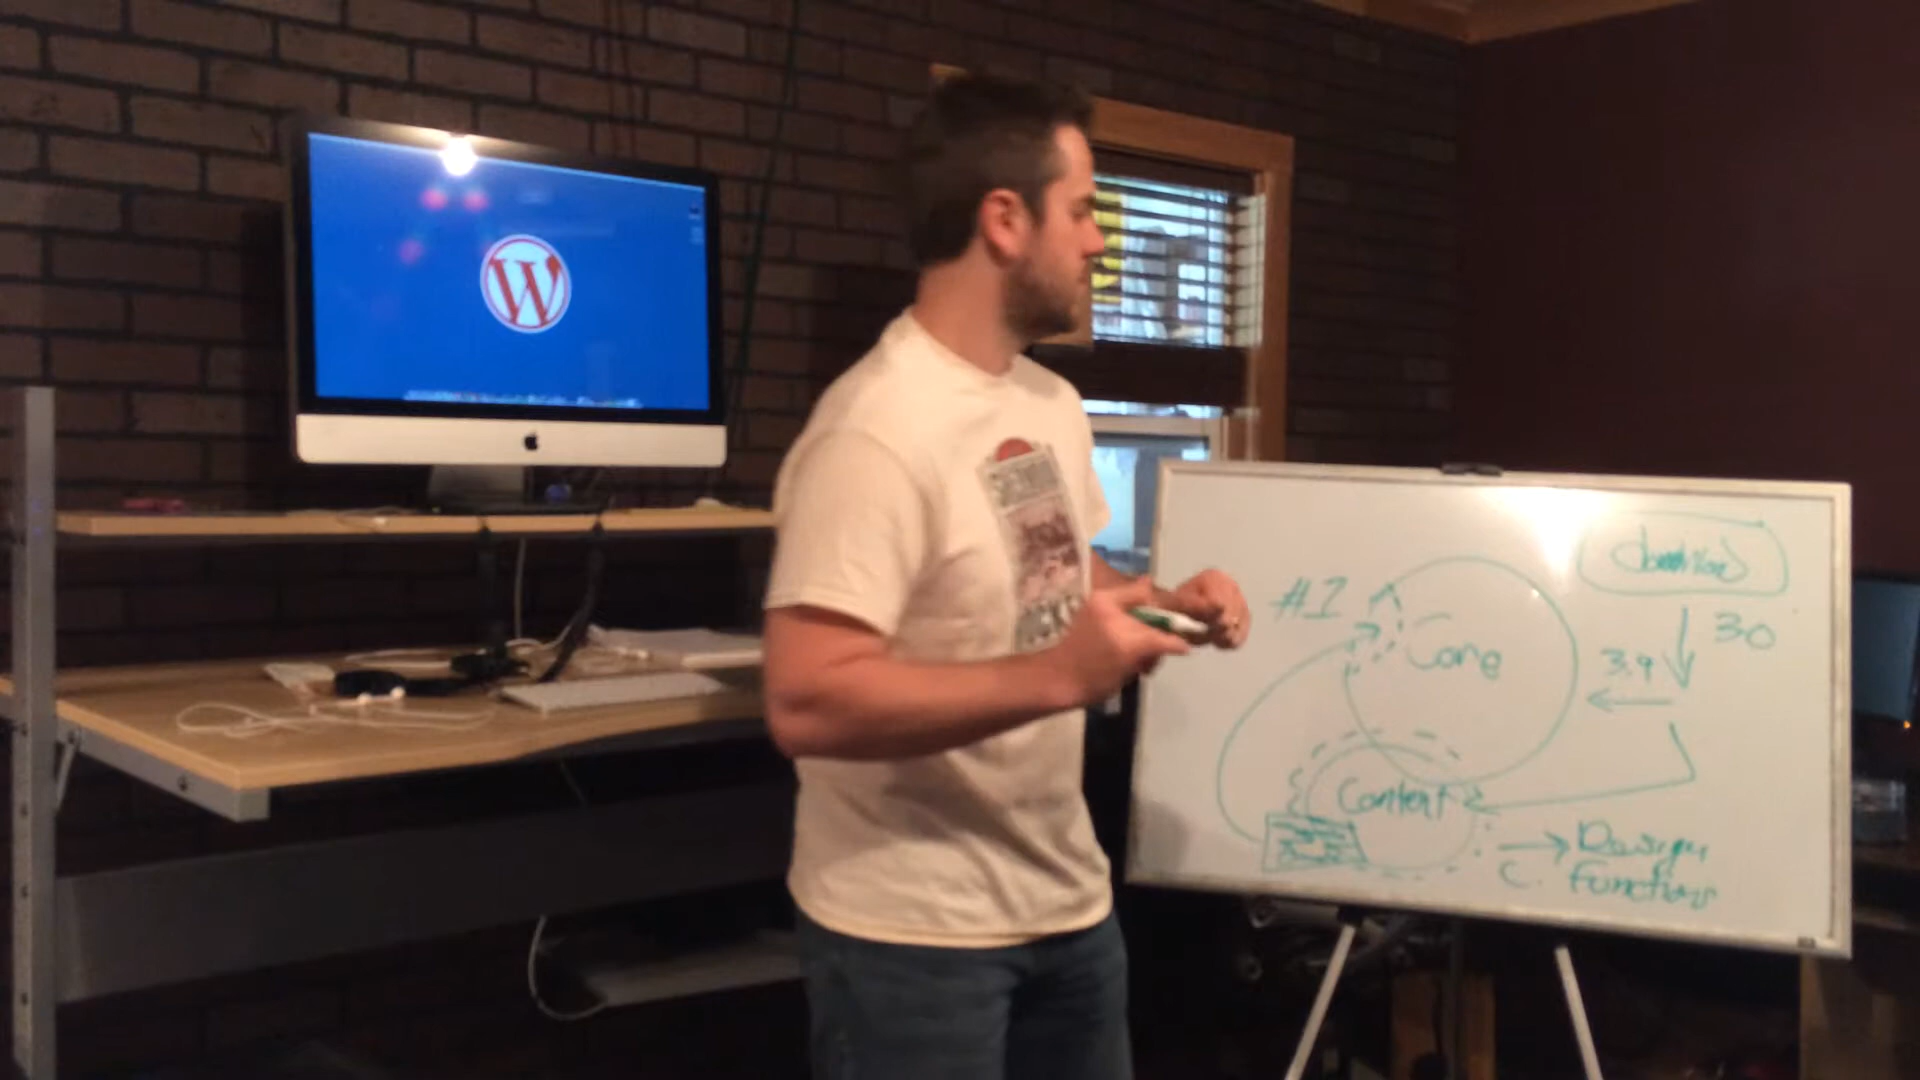 W
#1
Core
3.0
3.9
Content
Design
C. Functions